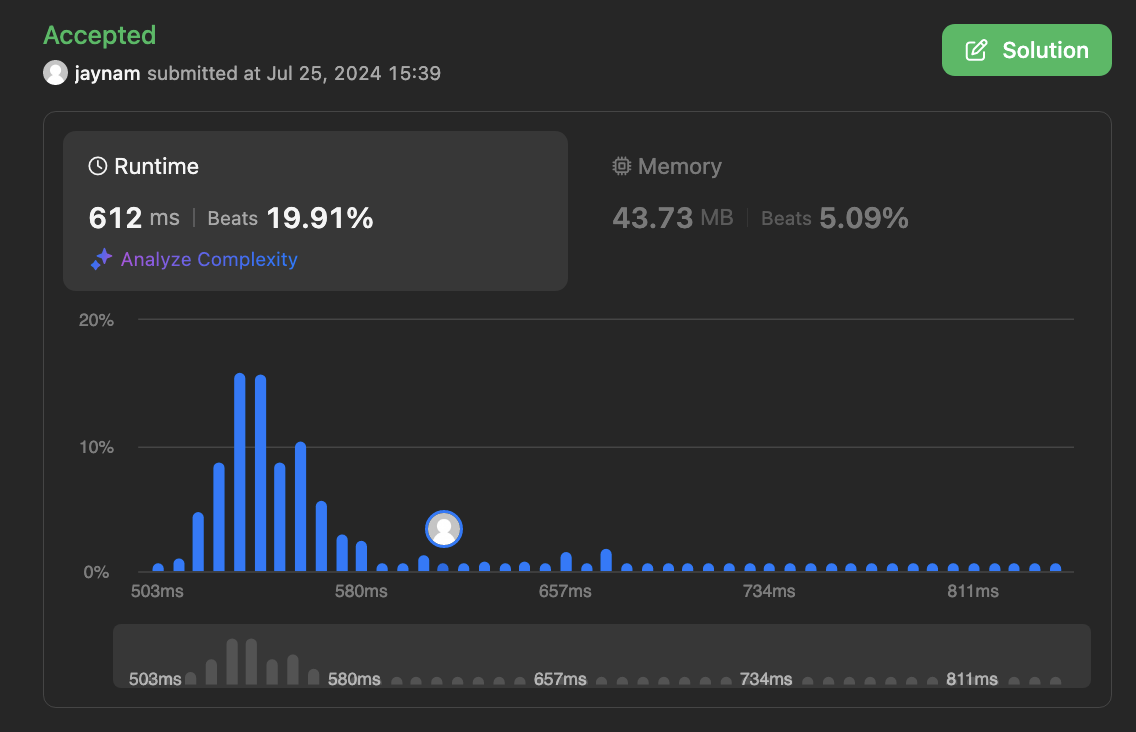 Accepted
Solution
jaynam submitted at Jul 25, 2024 15:39
Runtime
612 ms | Beats 19.91%
Analyze Complexity
Memory
43.73 MB | Beats 5.09%
20%
10%
0%
503ms 580ms 657ms 734ms 811ms
503ms 580ms 657ms 734ms 811ms